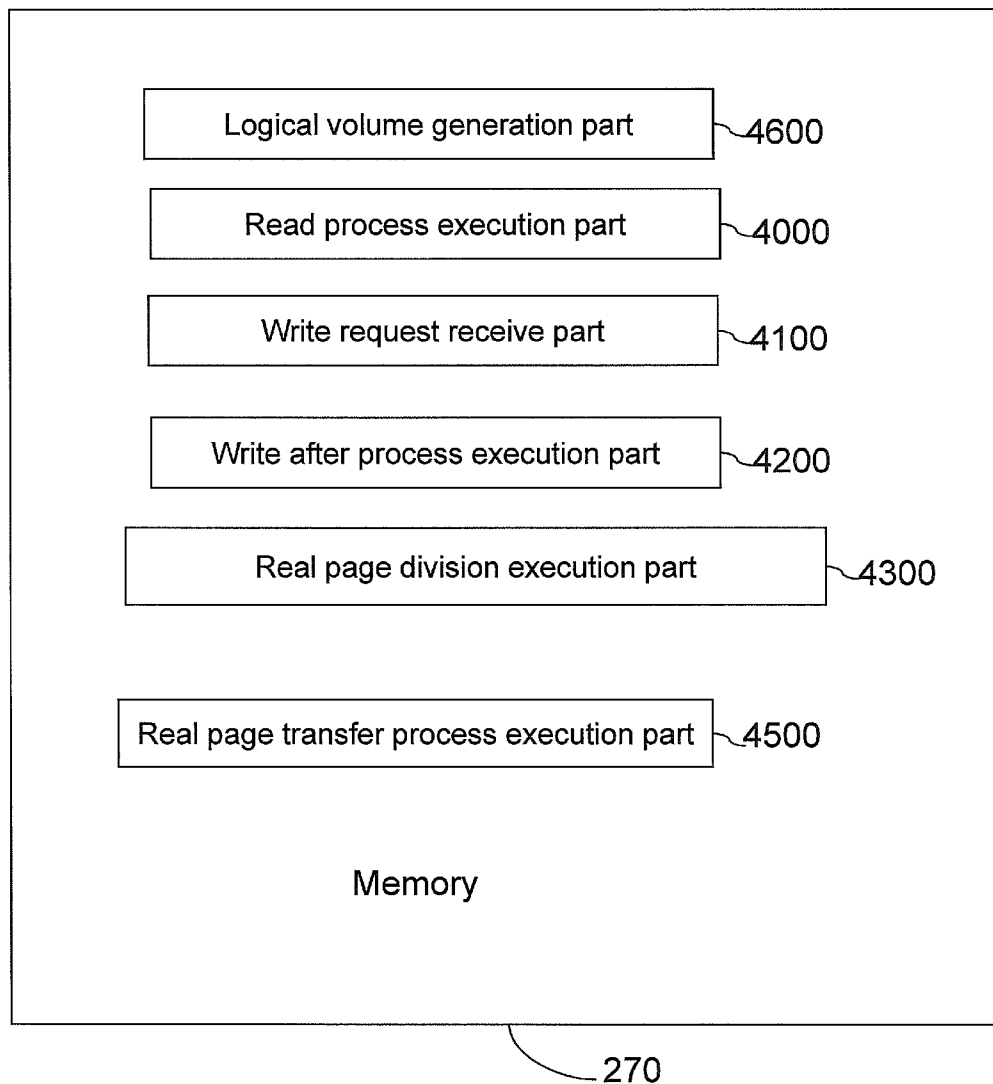 Logical volume generation part 4600
Read process execution part 4000
Write request receive part 4100
Write after process execution part 4200
Real page division execution part 4300
Real page transfer process execution part 4500
Memory
270